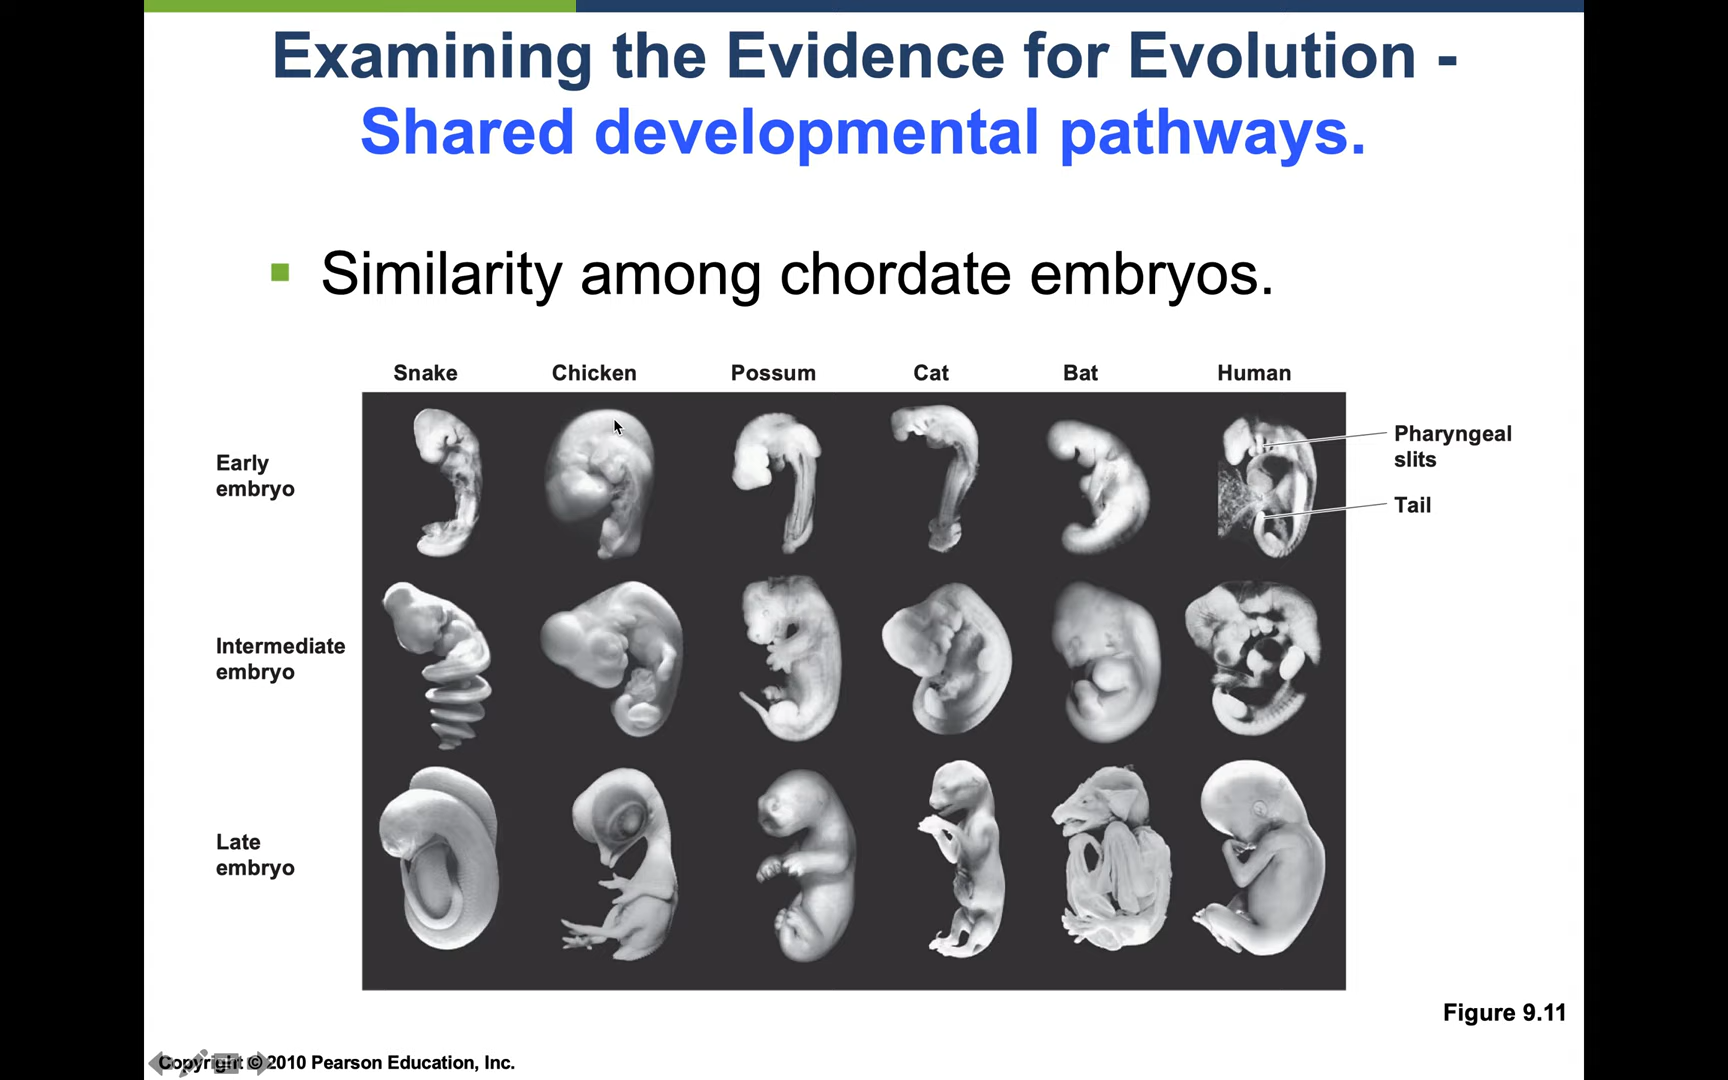 Examining the Evidence for Evolution -
Shared developmental pathways.
Similarity among chordate embryos.
Snake Chicken Possum Cat Bat Human
Early
embryo
Pharyngeal
slits
Tail
Intermediate
embryo
Late
embryo
Figure 9.11
Copyright © 2010 Pearson Education, Inc.